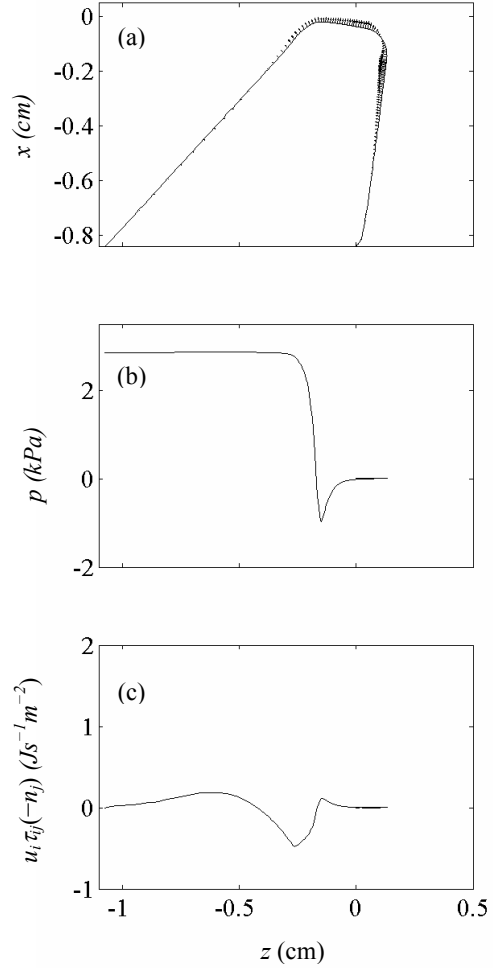 (a)
0
-0.2
-0.4
-0.6
-0.8
x (cm)
(b)
2
0
-2
p (kPa)
(c)
2
1
0
-1
u_i τ_ij(−n_j) (Js⁻¹m⁻²)
-1 -0.5 0 0.5
z (cm)